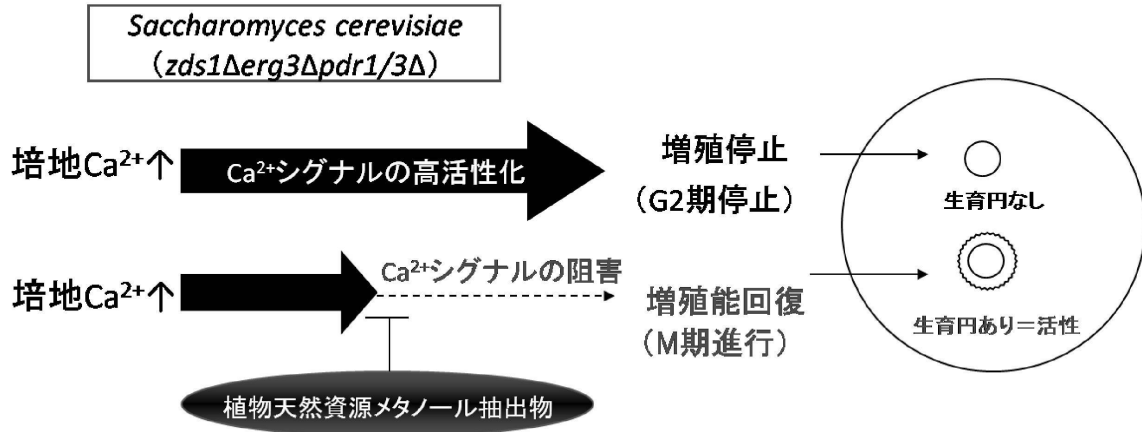 Saccharomyces cerevisiae
（zds1Δerg3Δpdr1/3Δ）
培地Ca²⁺↑
Ca²⁺シグナルの高活性化
増殖停止
（G2期停止）
生育円なし
培地Ca²⁺↑
Ca²⁺シグナルの阻害
増殖能回復
（M期進行）
生育円あり＝活性
植物天然資源メタノール抽出物